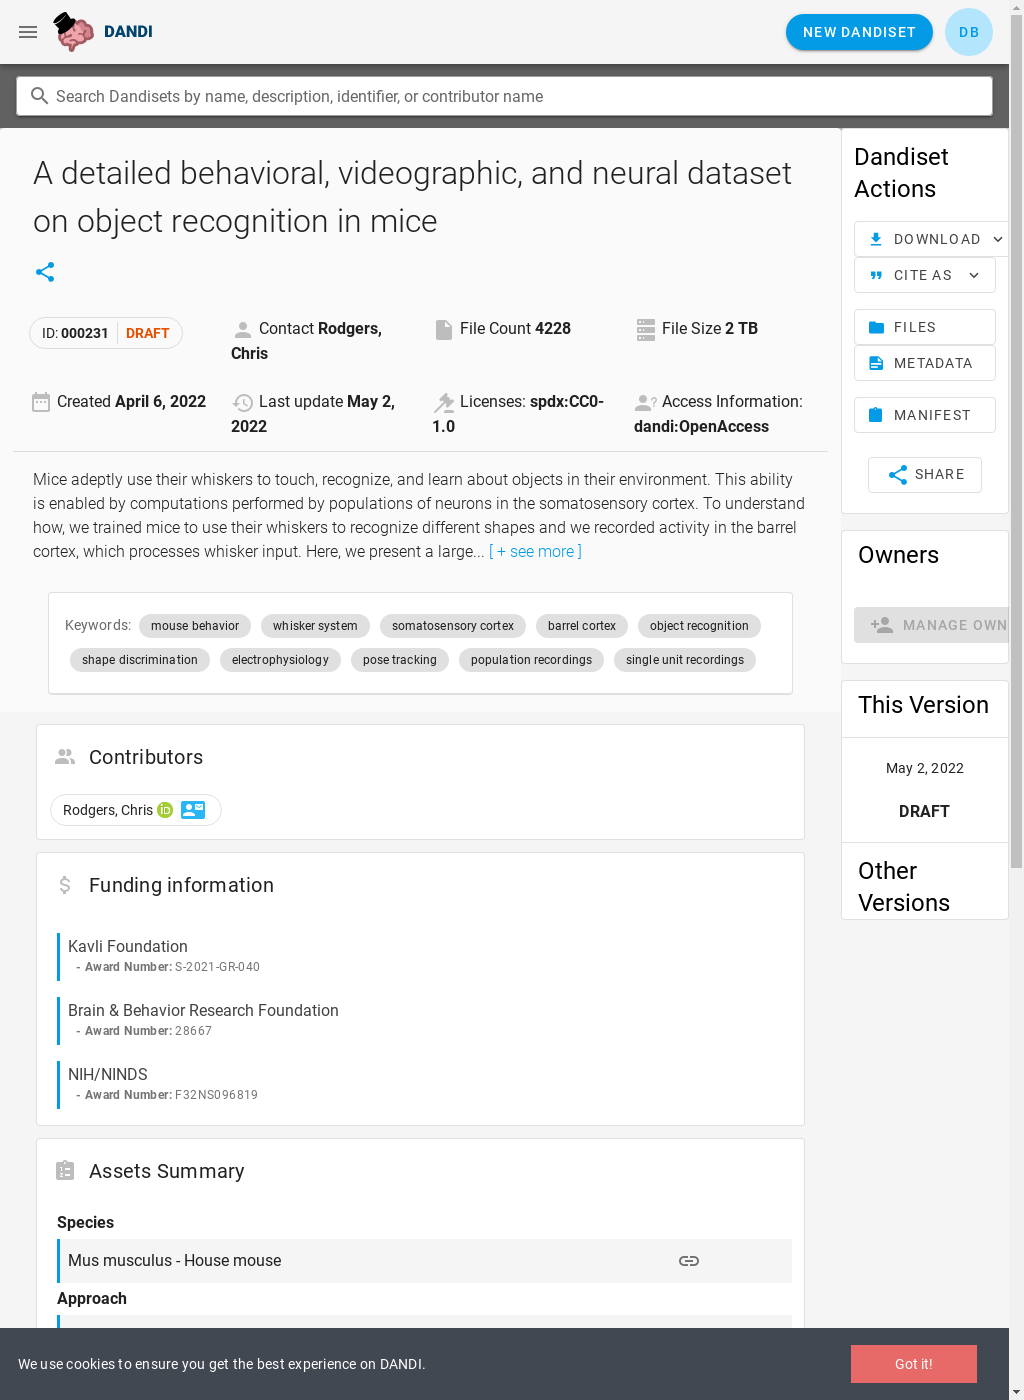 DANDI
NEW DANDISET
DB
Search Dandisets by name, description, identifier, or contributor name
A detailed behavioral, videographic, and neural dataset
on object recognition in mice
ID: 000231 DRAFT
Contact Rodgers,
Chris
File Count 4228
File Size 2 TB
Created April 6, 2022
Last update May 2,
2022
Licenses: spdx:CC0-
1.0
Access Information:
dandi:OpenAccess
Mice adeptly use their whiskers to touch, recognize, and learn about objects in their environment. This ability
is enabled by computations performed by populations of neurons in the somatosensory cortex. To understand
how, we trained mice to use their whiskers to recognize different shapes and we recorded activity in the barrel
cortex, which processes whisker input. Here, we present a large... [ + see more ]
Keywords: mouse behavior whisker system somatosensory cortex barrel cortex object recognition
shape discrimination electrophysiology pose tracking population recordings single unit recordings
Contributors
Rodgers, Chris iD
Funding information
Kavli Foundation
- Award Number: S-2021-GR-040
Brain & Behavior Research Foundation
- Award Number: 28667
NIH/NINDS
- Award Number: F32NS096819
Assets Summary
Species
Mus musculus - House mouse
Approach
Dandiset
Actions
DOWNLOAD
CITE AS
FILES
METADATA
MANIFEST
SHARE
Owners
MANAGE OWN
This Version
May 2, 2022
DRAFT
Other
Versions
We use cookies to ensure you get the best experience on DANDI.
Got it!